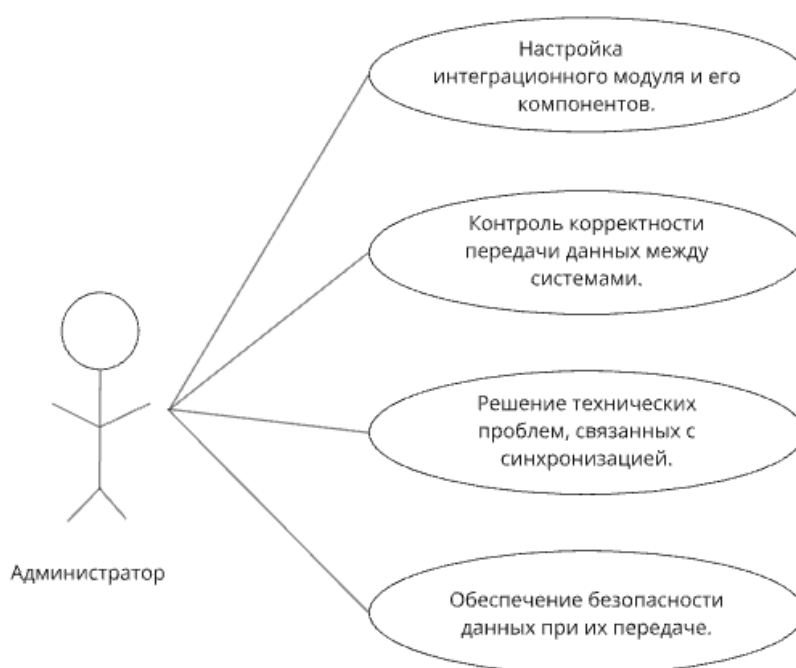 Настройка
интеграционного модуля и его
компонентов.
Контроль корректности
передачи данных между
системами.
Решение технических
проблем, связанных с
синхронизацией.
Администратор
Обеспечение безопасности
данных при их передаче.